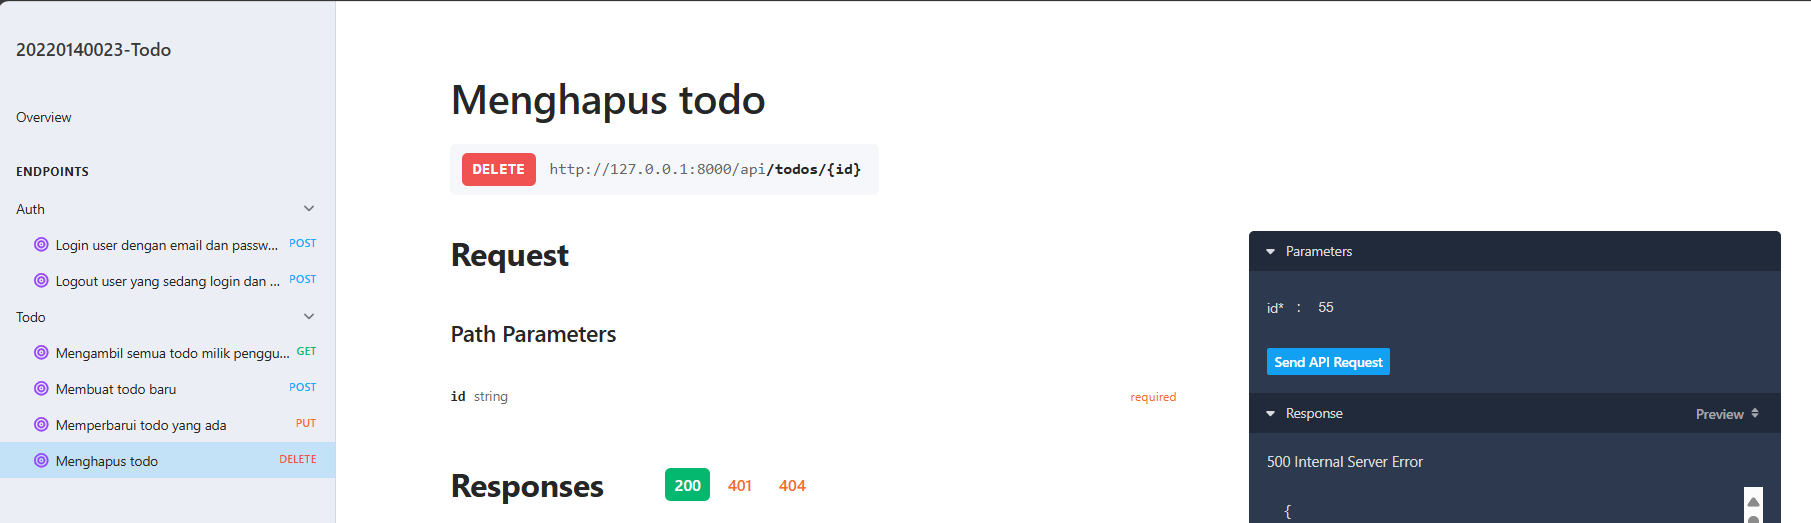 20220140023-Todo
Overview
ENDPOINTS
Auth
Login user dengan email dan passw... POST
Logout user yang sedang login dan ... POST
Todo
Mengambil semua todo milik penggu... GET
Membuat todo baru POST
Memperbarui todo yang ada PUT
Menghapus todo DELETE
Menghapus todo
DELETE http://127.0.0.1:8000/api/todos/{id}
Request
Path Parameters
id string required
Responses 200 401 404
Parameters
id* : 55
Send API Request
Response Preview
500 Internal Server Error
{